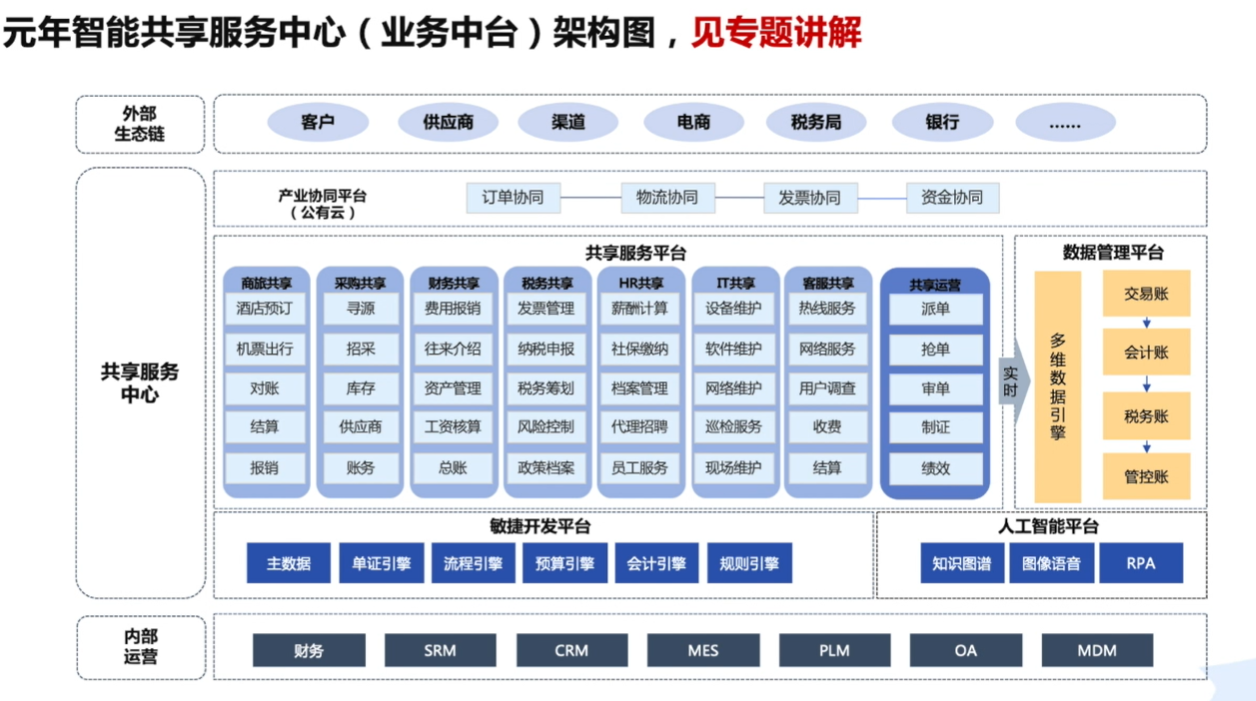 元年智能共享服务中心（业务中台）架构图，见专题讲解
外部
生态链
客户 供应商 渠道 电商 税务局 银行 ......
产业协同平台
（公有云）
订单协同 物流协同 发票协同 资金协同
共享服务
中心
共享服务平台
商旅共享 采购共享 财务共享 税务共享 HR共享 IT共享 客服共享 共享运营
酒店预订 寻源 费用报销 发票管理 薪酬计算 设备维护 热线服务 派单
机票出行 招采 往来介绍 纳税申报 社保缴纳 软件维护 网络服务 抢单
对账 库存 资产管理 税务筹划 档案管理 网络维护 用户调查 审单
结算 供应商 工资核算 风险控制 代理招聘 巡检服务 收费 制证
报销 账务 总账 政策档案 员工服务 现场维护 结算 绩效
实时
数据管理平台
多维数据引擎
交易账
会计账
税务账
管控账
敏捷开发平台
主数据 单证引擎 流程引擎 预算引擎 会计引擎 规则引擎
人工智能平台
知识图谱 图像语音 RPA
内部
运营
财务 SRM CRM MES PLM OA MDM